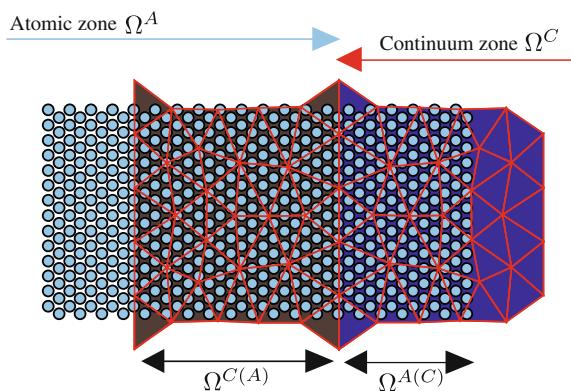 Atomic zone Ω^A
Continuum zone Ω^C
Ω^{C(A)}
Ω^{A(C)}